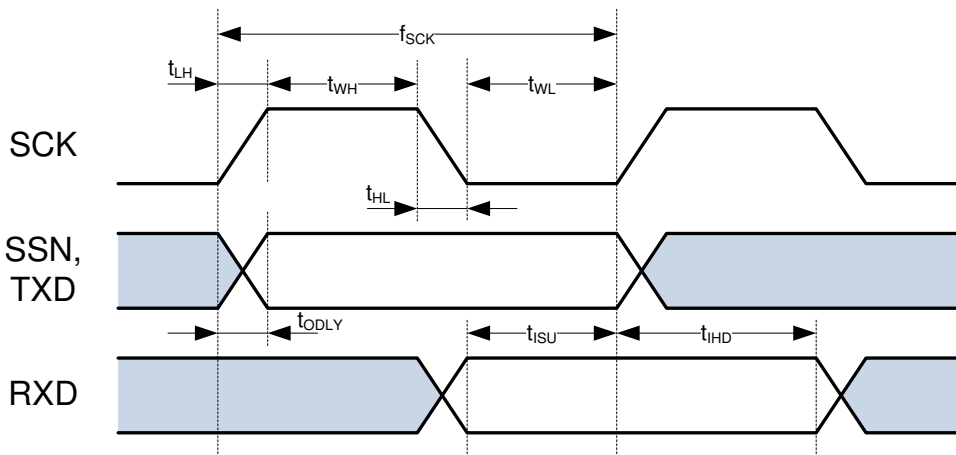 fSCK
tLH
tWH
tWL
SCK
tHL
SSN,
TXD
tODLY
tISU
tIHD
RXD